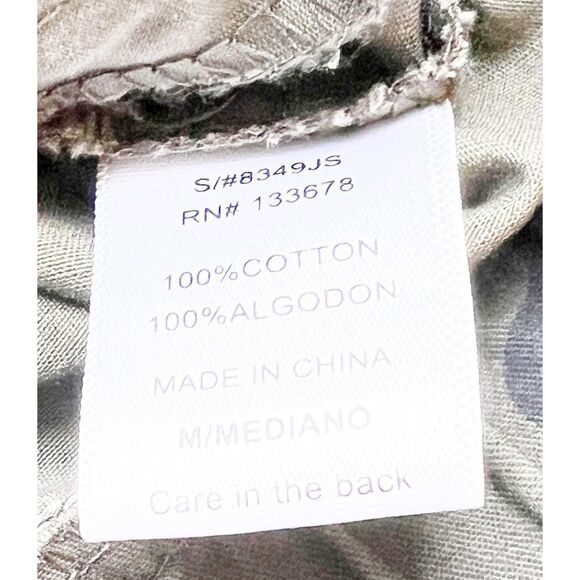 S/#8349JS
RN# 133678
100%COTTON
100%ALGODON
MADE IN CHINA
M/MEDIANO
Care in the back